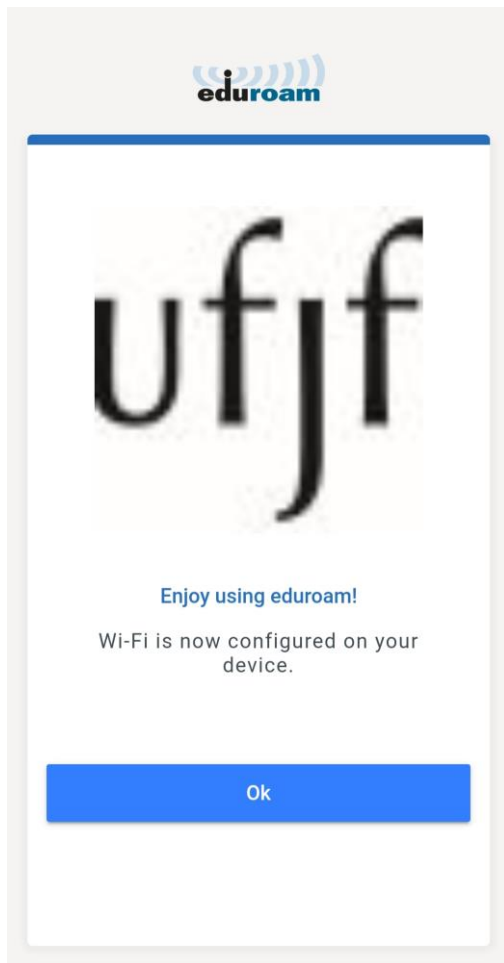 eduroam
ufjf
Enjoy using eduroam!
Wi-Fi is now configured on your
device.
Ok